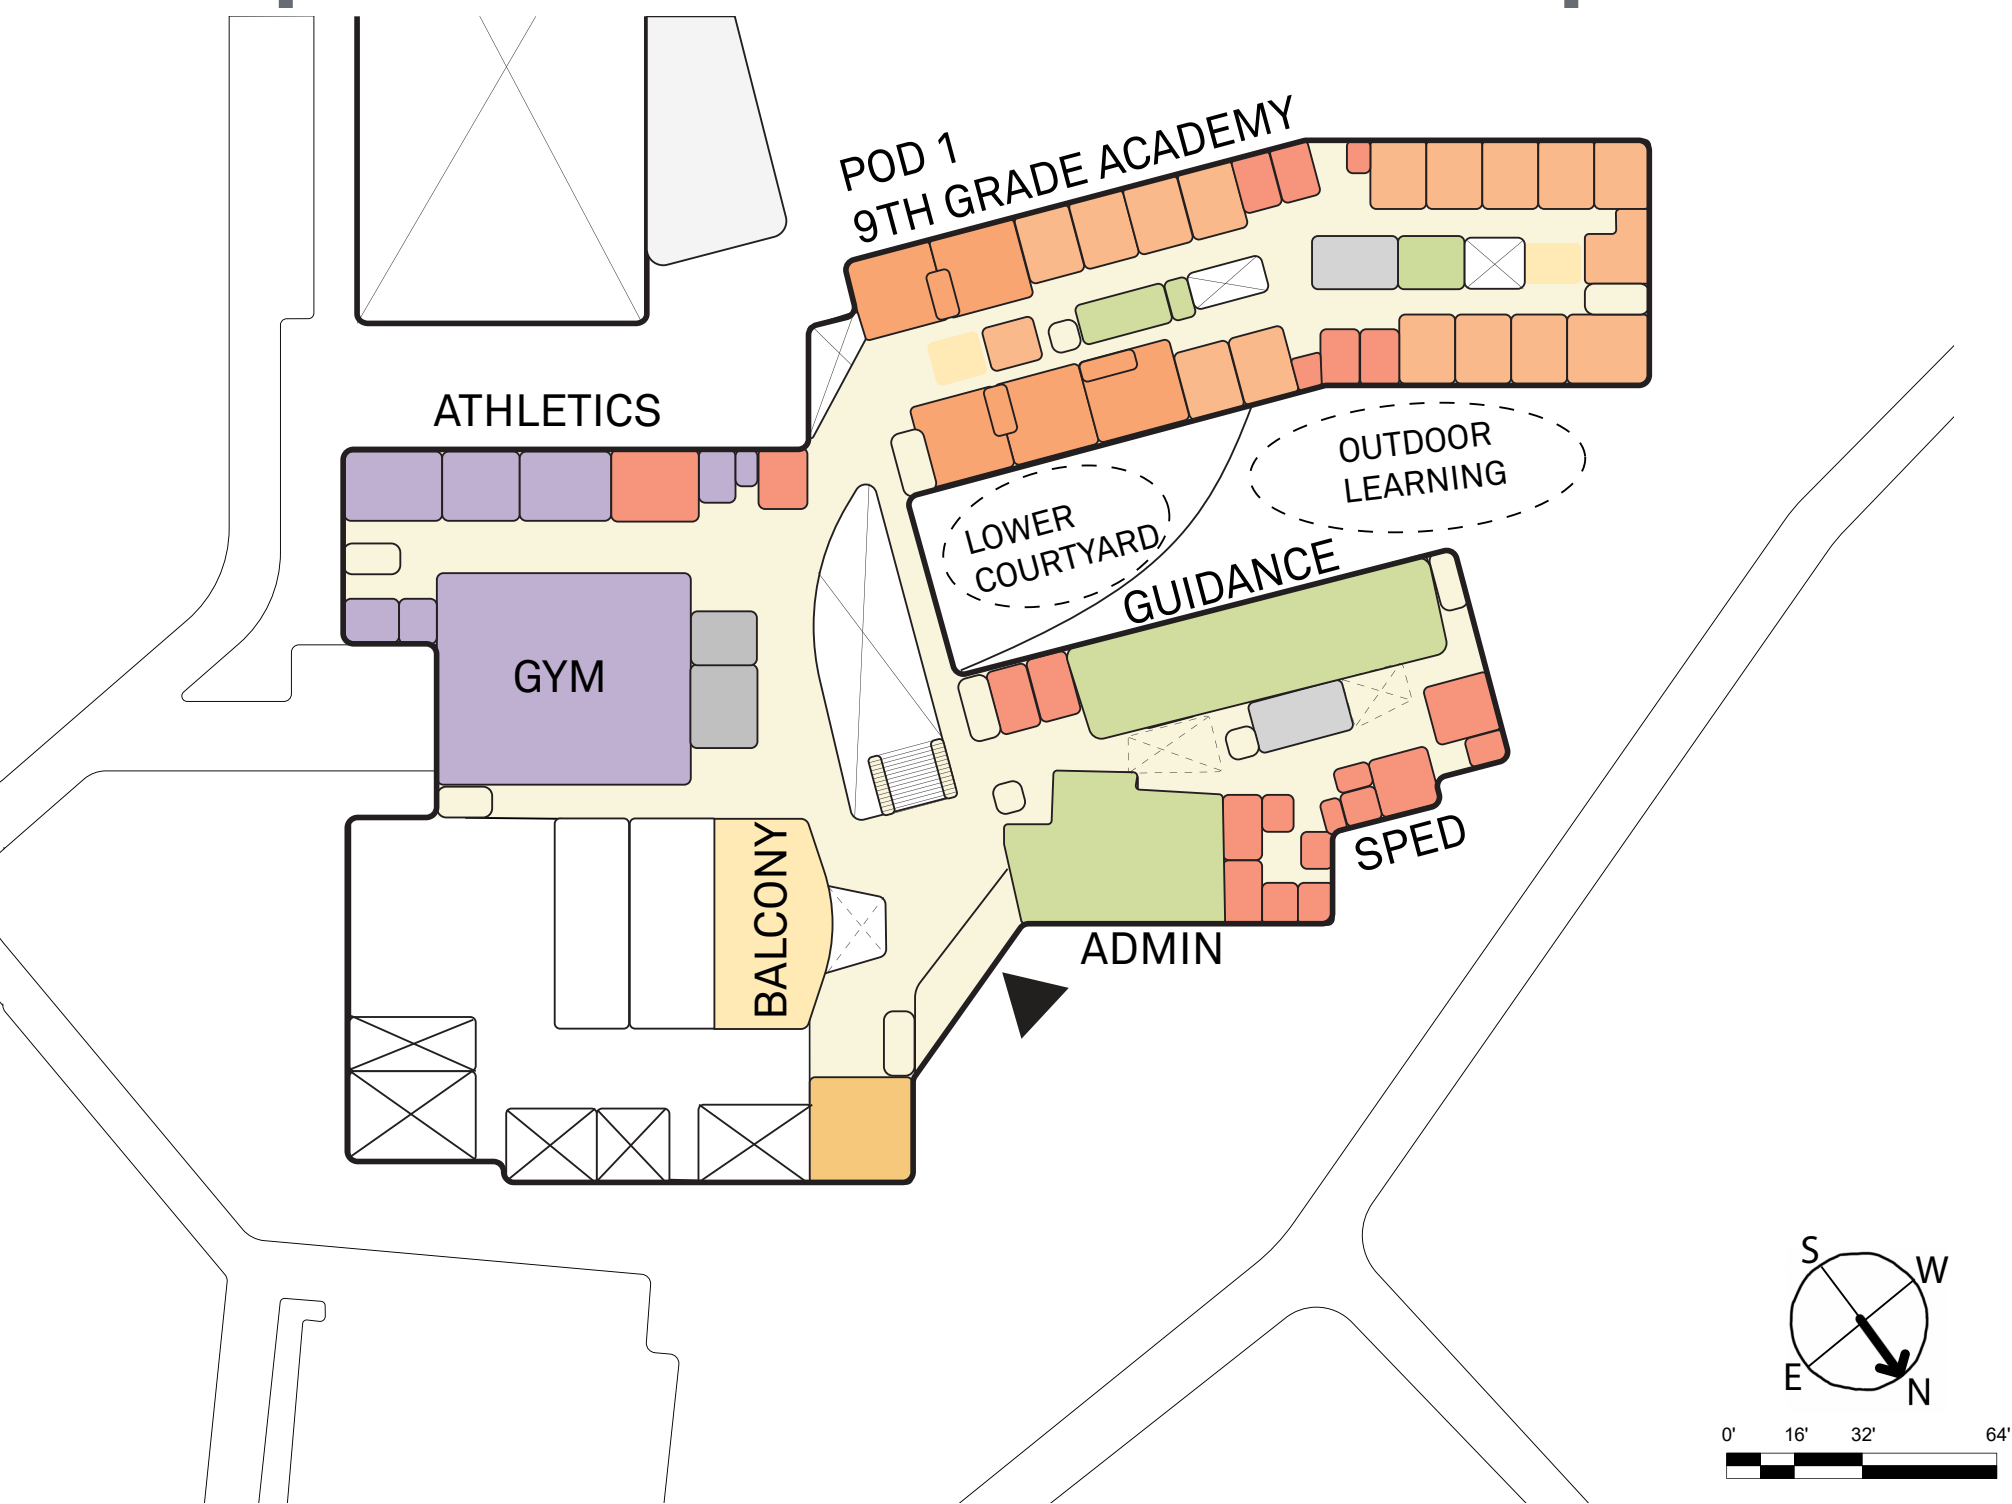 POD 1
9TH GRADE ACADEMY
ATHLETICS
OUTDOOR
LEARNING
LOWER
COURTYARD
GUIDANCE
GYM
SPED
BALCONY
ADMIN
S
W
E
N
0' 16' 32' 64'